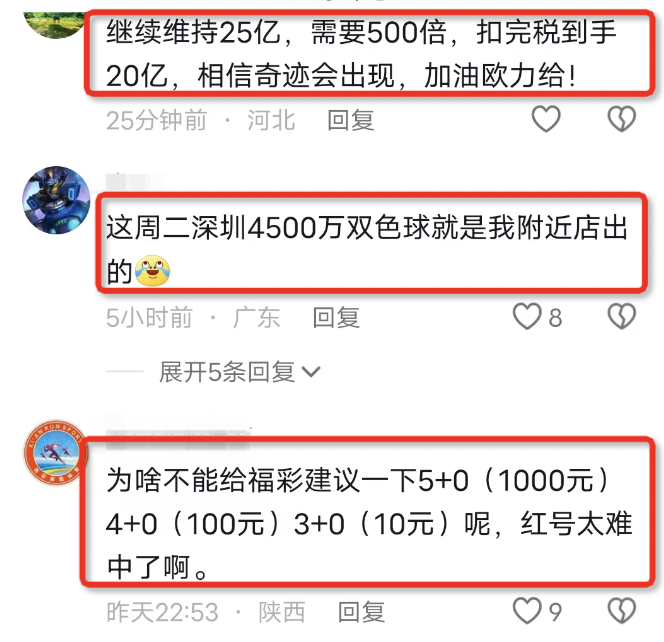 继续维持25亿，需要500倍，扣完税到手
20亿，相信奇迹会出现，加油欧力给！
25分钟前 · 河北 回复
这周二深圳4500万双色球就是我附近店出
的😂
5小时前 · 广东 回复 8
展开5条回复
为啥不能给福彩建议一下5+0（1000元）
4+0（100元）3+0（10元）呢，红号太难
中了啊。
昨天22:53 · 陕西 回复 9